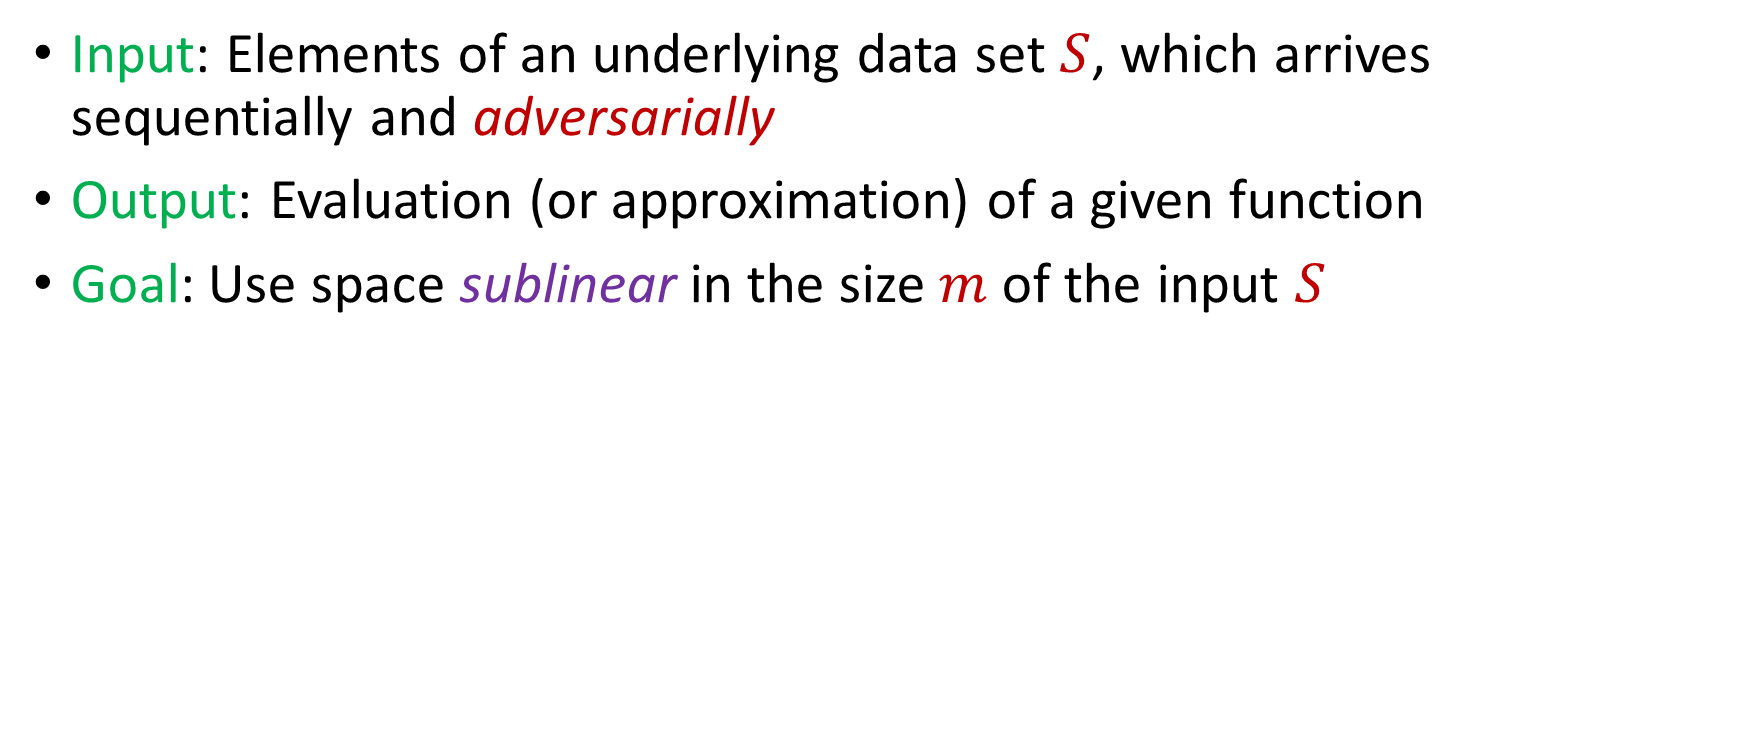 • Input: Elements of an underlying data set S, which arrives
sequentially and adversarially
• Output: Evaluation (or approximation) of a given function
• Goal: Use space sublinear in the size m of the input S